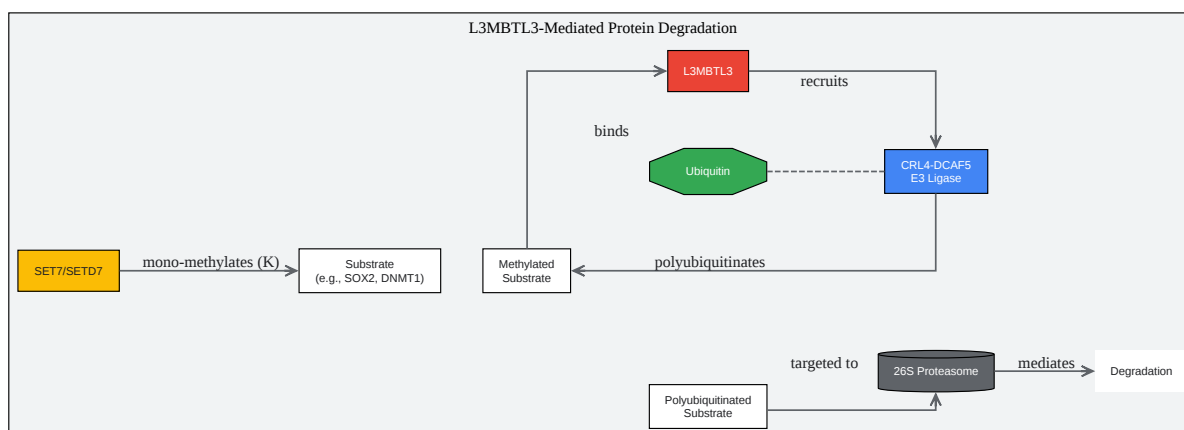 L3MBTL3-Mediated Protein Degradation
L3MBTL3
recruits
binds
Ubiquitin
CRL4-DCAF5
E3 Ligase
SET7/SETD7
mono-methylates (K)
Substrate
(e.g., SOX2, DNMT1)
Methylated
Substrate
polyubiquitinates
targeted to
26S Proteasome
mediates
Degradation
Polyubiquitinated
Substrate